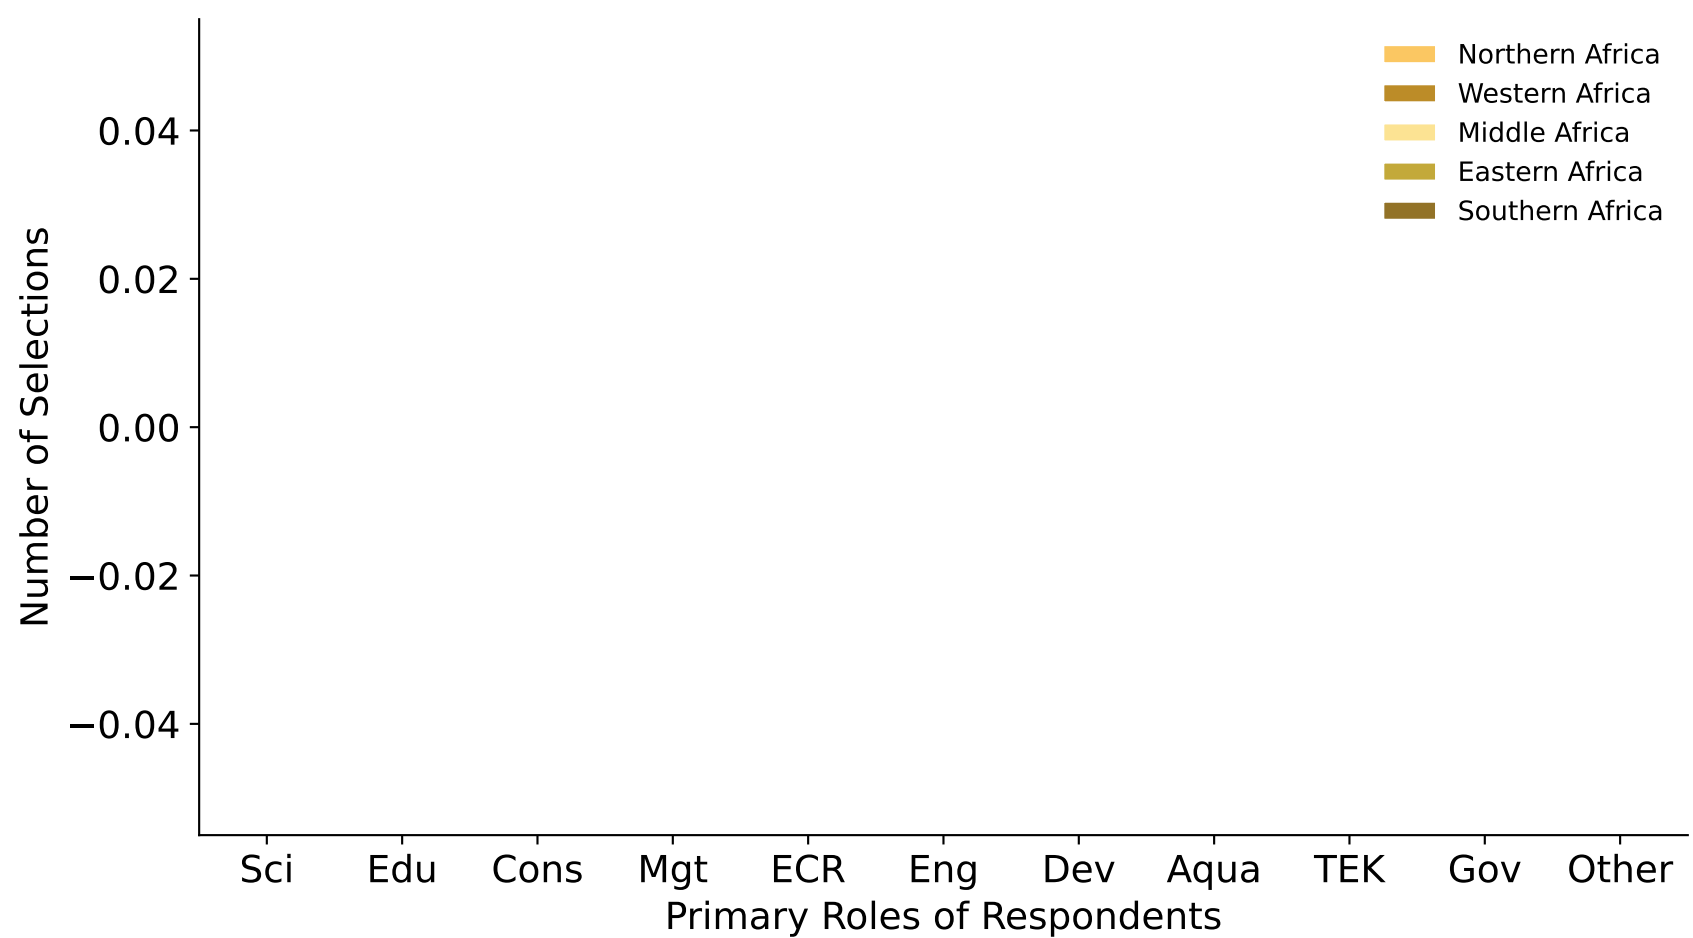 Northern Africa
Western Africa
Middle Africa
Eastern Africa
Southern Africa
Number of Selections
0.04
0.02
0.00
−0.02
−0.04
Sci Edu Cons Mgt ECR Eng Dev Aqua TEK Gov Other
Primary Roles of Respondents